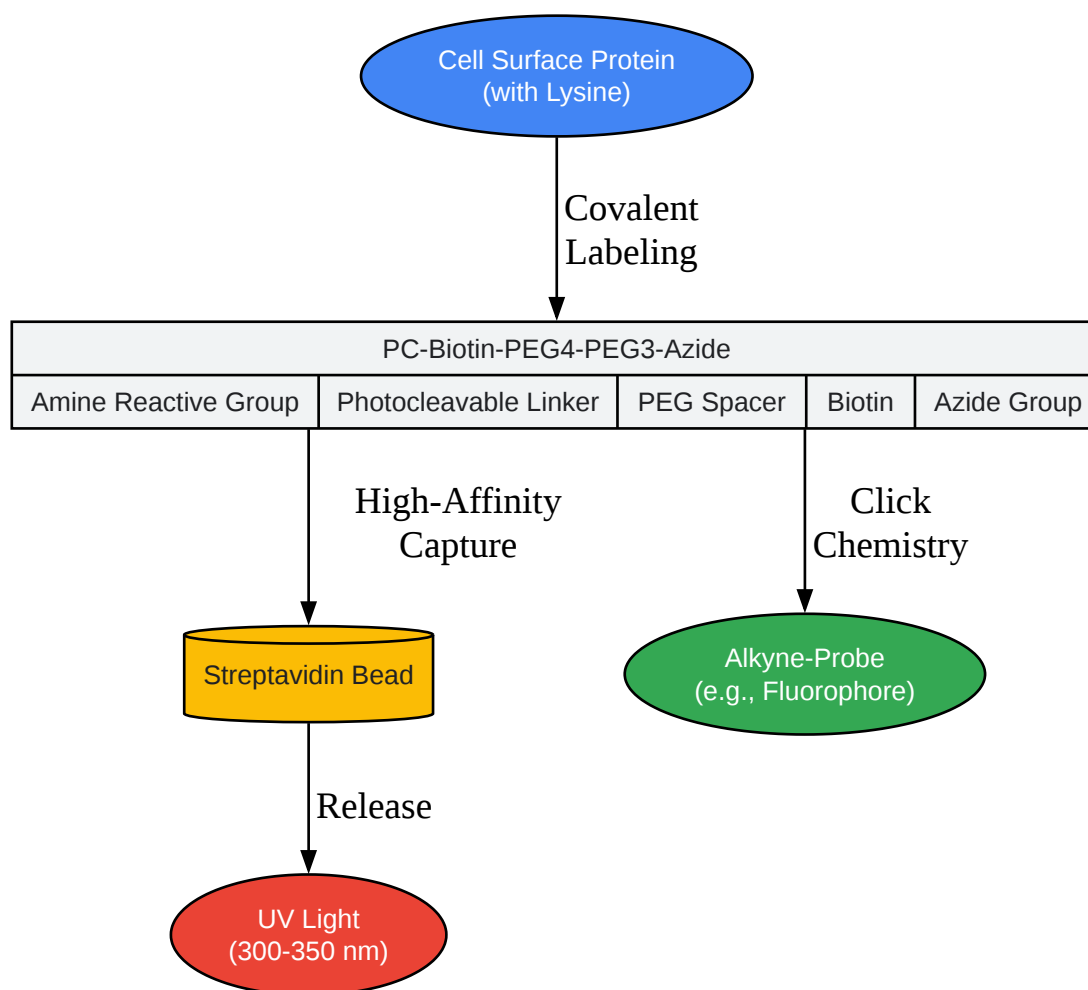 Cell Surface Protein
(with Lysine)
Covalent
Labeling
PC-Biotin-PEG4-PEG3-Azide
Amine Reactive Group
Photocleavable Linker
PEG Spacer
Biotin
Azide Group
High-Affinity
Capture
Click
Chemistry
Streptavidin Bead
Alkyne-Probe
(e.g., Fluorophore)
Release
UV Light
(300-350 nm)